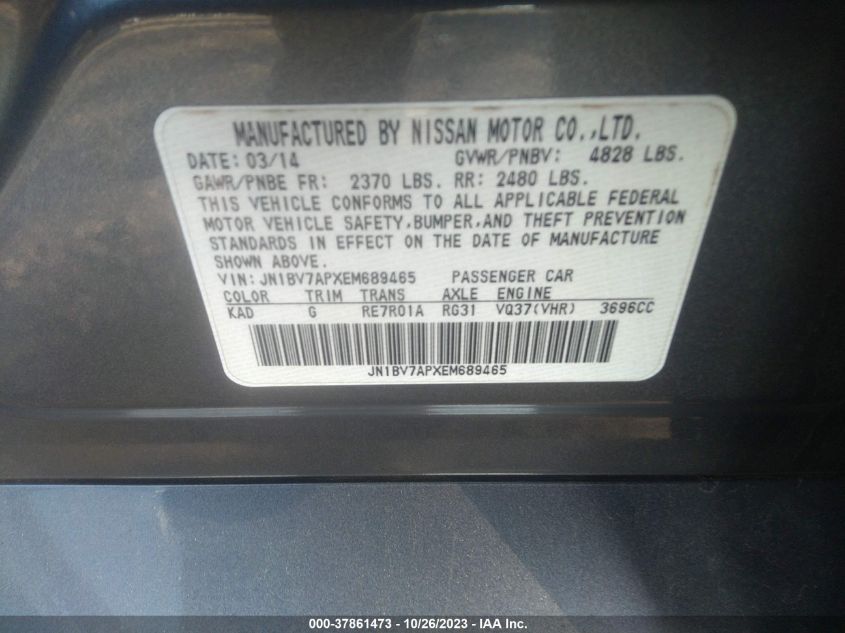 MANUFACTURED BY NISSAN MOTOR CO.,LTD.
DATE: 03/14 GVWR/PNBV: 4828 LBS.
GAWR/PNBE FR: 2370 LBS. RR: 2480 LBS.
THIS VEHICLE CONFORMS TO ALL APPLICABLE FEDERAL
MOTOR VEHICLE SAFETY,BUMPER,AND THEFT PREVENTION
STANDARDS IN EFFECT ON THE DATE OF MANUFACTURE
SHOWN ABOVE.
VIN: JN1BV7APXEM689465 PASSENGER CAR
COLOR TRIM TRANS AXLE ENGINE
KAD G RE7R01A RG31 VQ37(VHR) 3696CC
JN1BV7APXEM689465
000-37861473 - 10/26/2023 - IAA Inc.